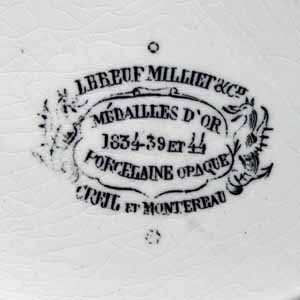 LEBEUF MILLIET & Cie
MÉDAILLES D'OR
1834-39 ET 44
PORCELAINE OPAQUE
CREIL ET MONTEREAU